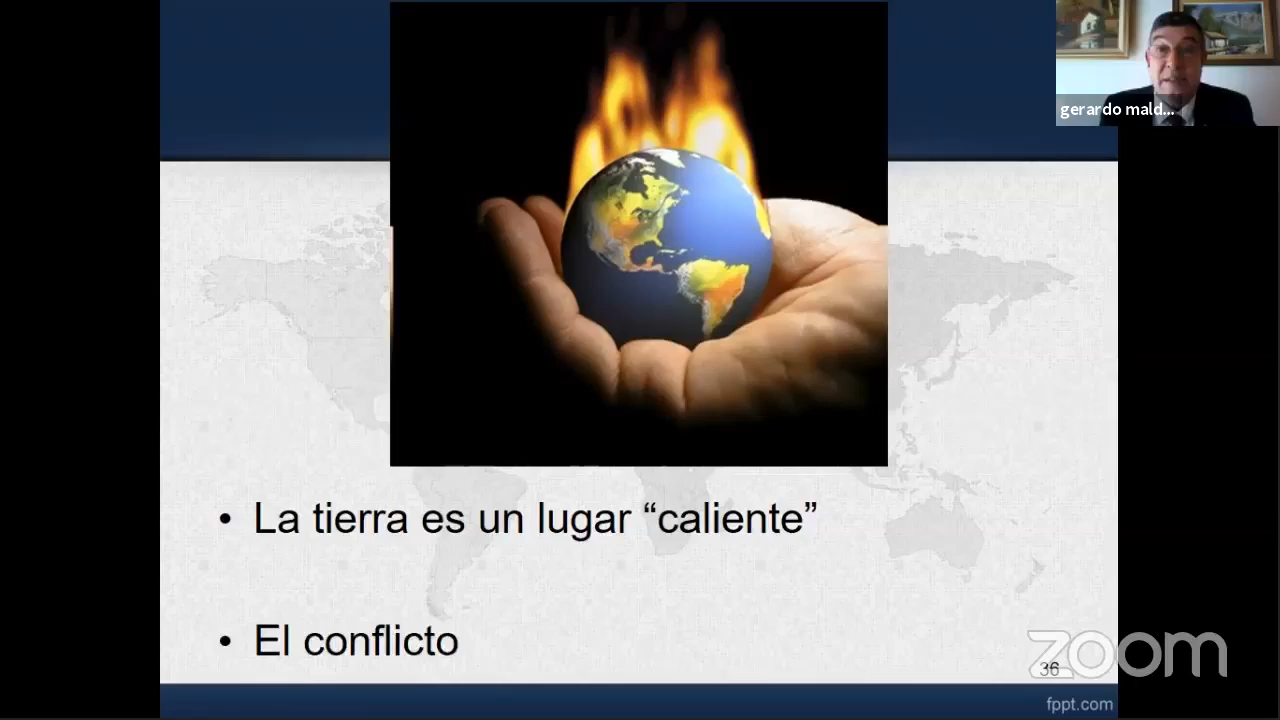 gerardo mald...
• La tierra es un lugar “caliente”
• El conflicto
36
zoom
fppt.com